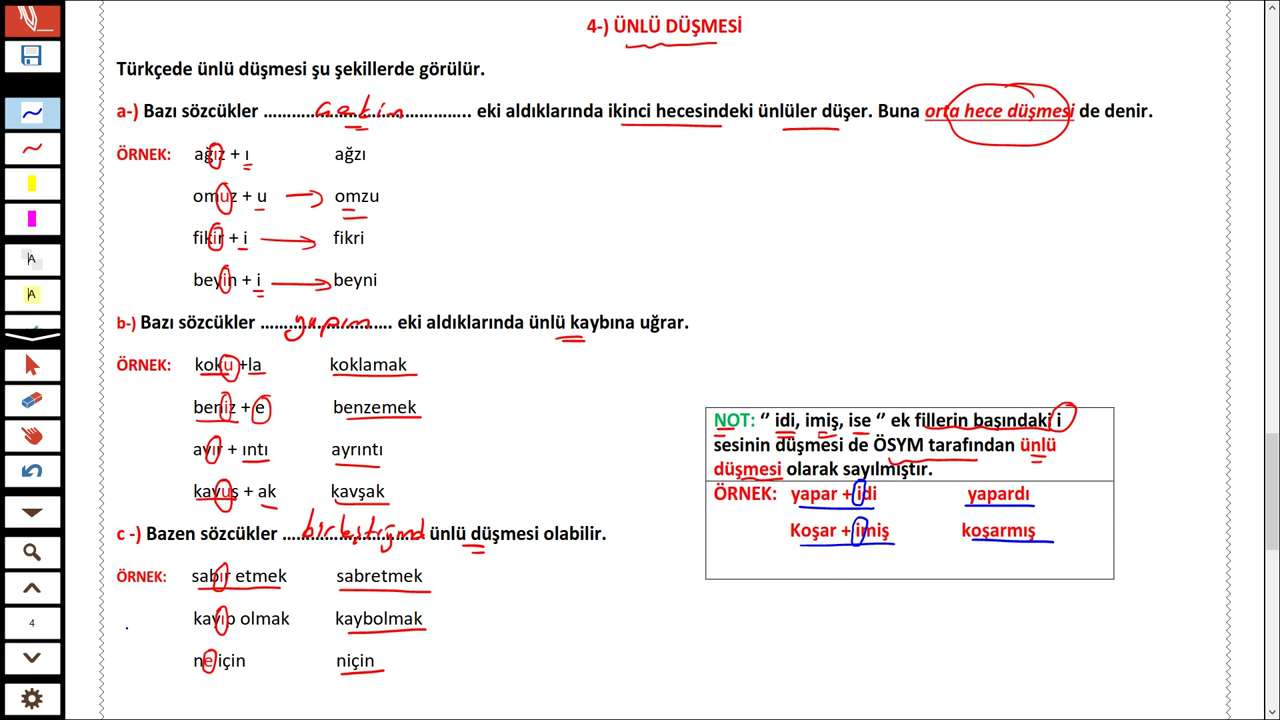 4-) ÜNLÜ DÜŞMESİ
Türkçede ünlü düşmesi şu şekillerde görülür.
a-) Bazı sözcükler ........çekim........ eki aldıklarında ikinci hecesindeki ünlüler düşer. Buna orta hece düşmesi de denir.
ÖRNEK: ağız + ı ağzı
omuz + u → omzu
fikir + i → fikri
beyin + i → beyni
b-) Bazı sözcükler .....yapım..... eki aldıklarında ünlü kaybına uğrar.
ÖRNEK: koku +la koklamak
beniz + e benzemek
ayır + ıntı ayrıntı
kavuş + ak kavşak
c -) Bazen sözcükler ....birleştiğinde.... ünlü düşmesi olabilir.
ÖRNEK: sabır etmek sabretmek
kayıp olmak kaybolmak
ne için niçin
NOT: “ idi, imiş, ise “ ek fillerin başındaki i
sesinin düşmesi de ÖSYM tarafından ünlü
düşmesi olarak sayılmıştır.
ÖRNEK: yapar + idi yapardı
Koşar + imiş koşarmış
A
A
4